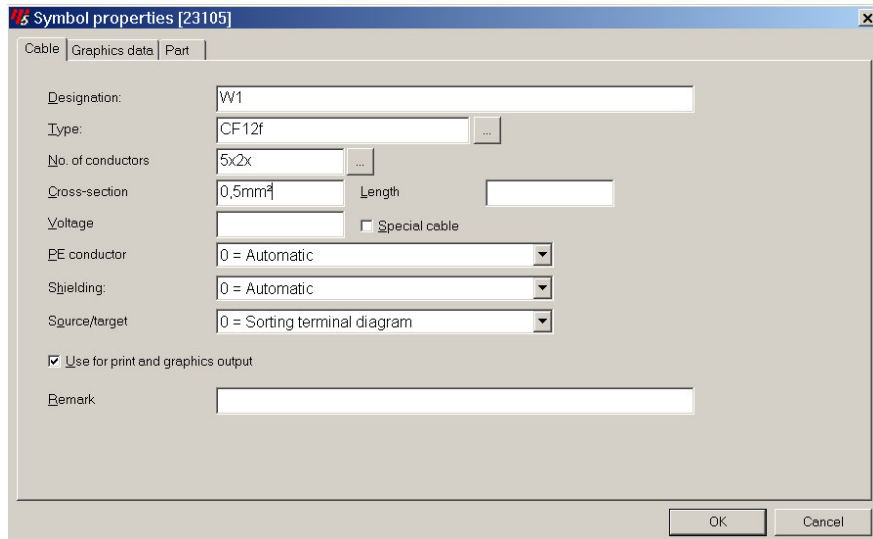 Symbol properties [23105]
Cable Graphics data Part
Designation: W1
Type: CF12f ...
No. of conductors 5x2x ...
Cross-section 0,5mm² Length
Voltage Special cable
PE conductor 0 = Automatic
Shielding: 0 = Automatic
Source/target 0 = Sorting terminal diagram
Use for print and graphics output
Remark
OK Cancel